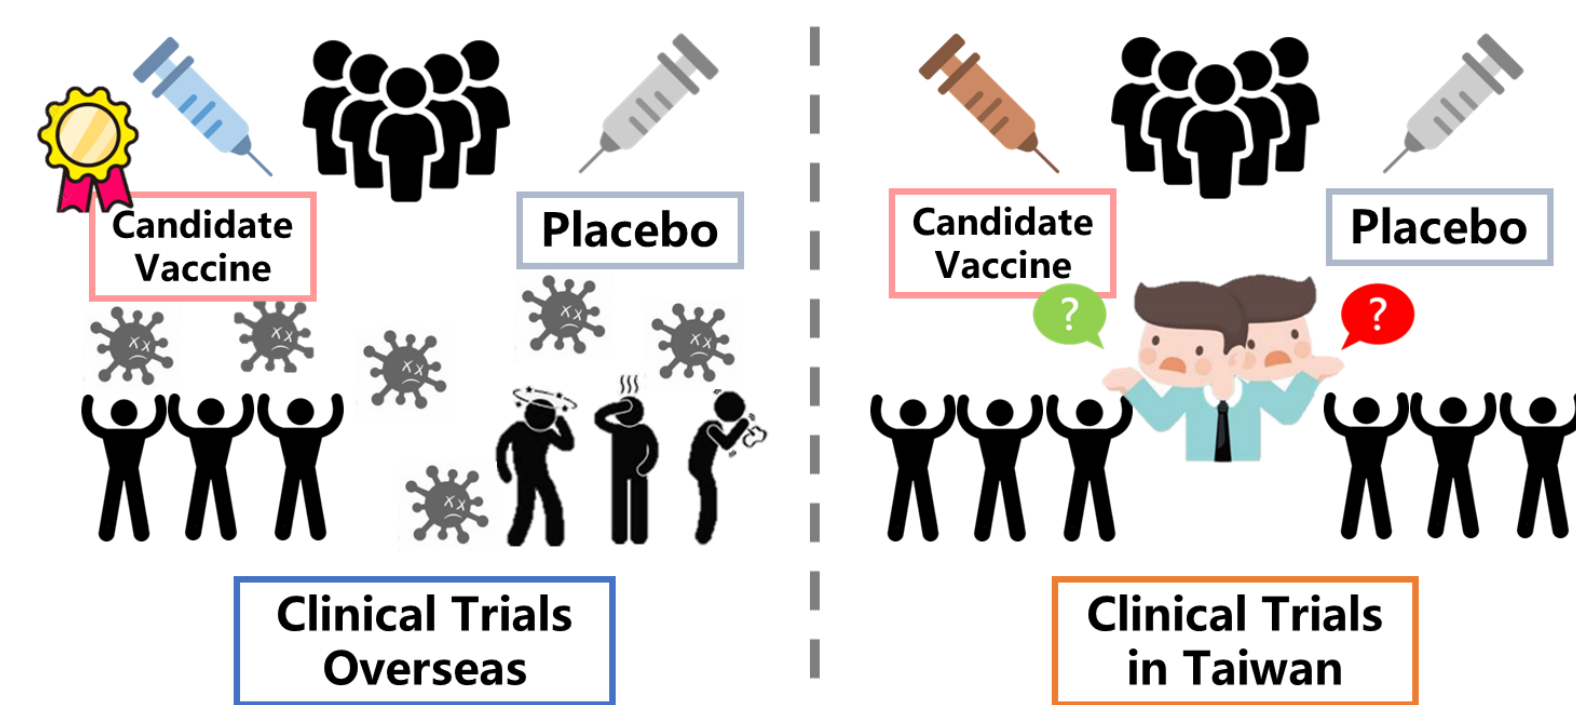 Candidate
Vaccine
Placebo
Clinical Trials
Overseas
Candidate
Vaccine
Placebo
?
?
Clinical Trials
in Taiwan